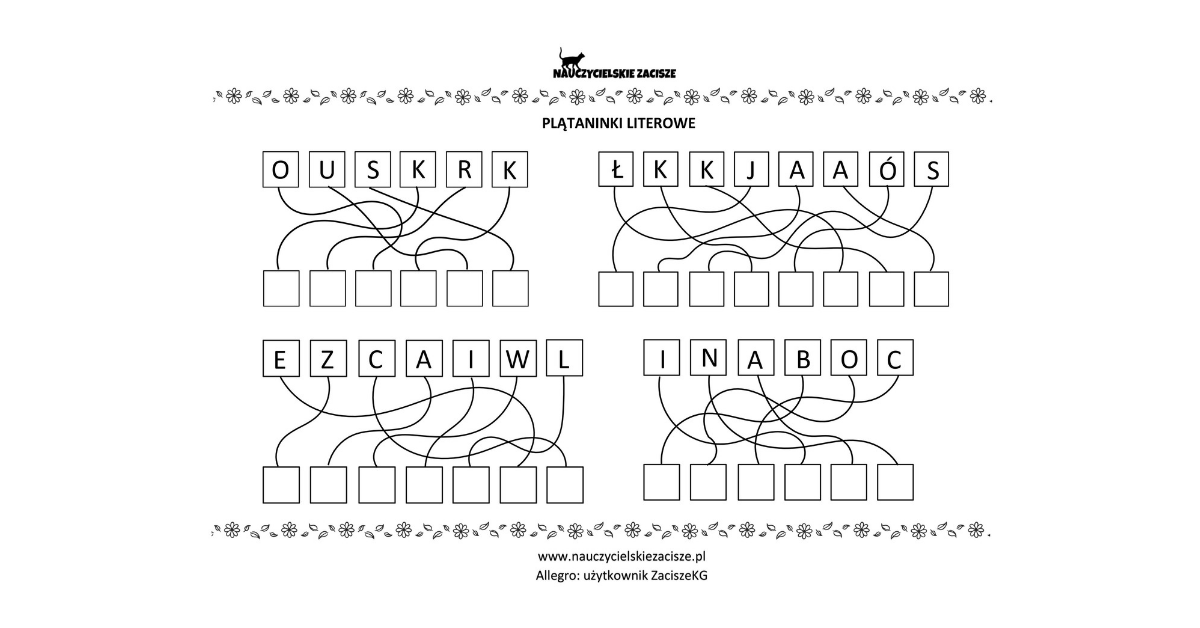 NAUCZYCIELSKIE ZACISZE
PLĄTANINKI LITEROWE
O U S K R K
Ł K K J A A Ó S
E Z C A I W L
I N A B O C
www.nauczycielskiezacisze.pl
Allegro: użytkownik ZaciszeKG